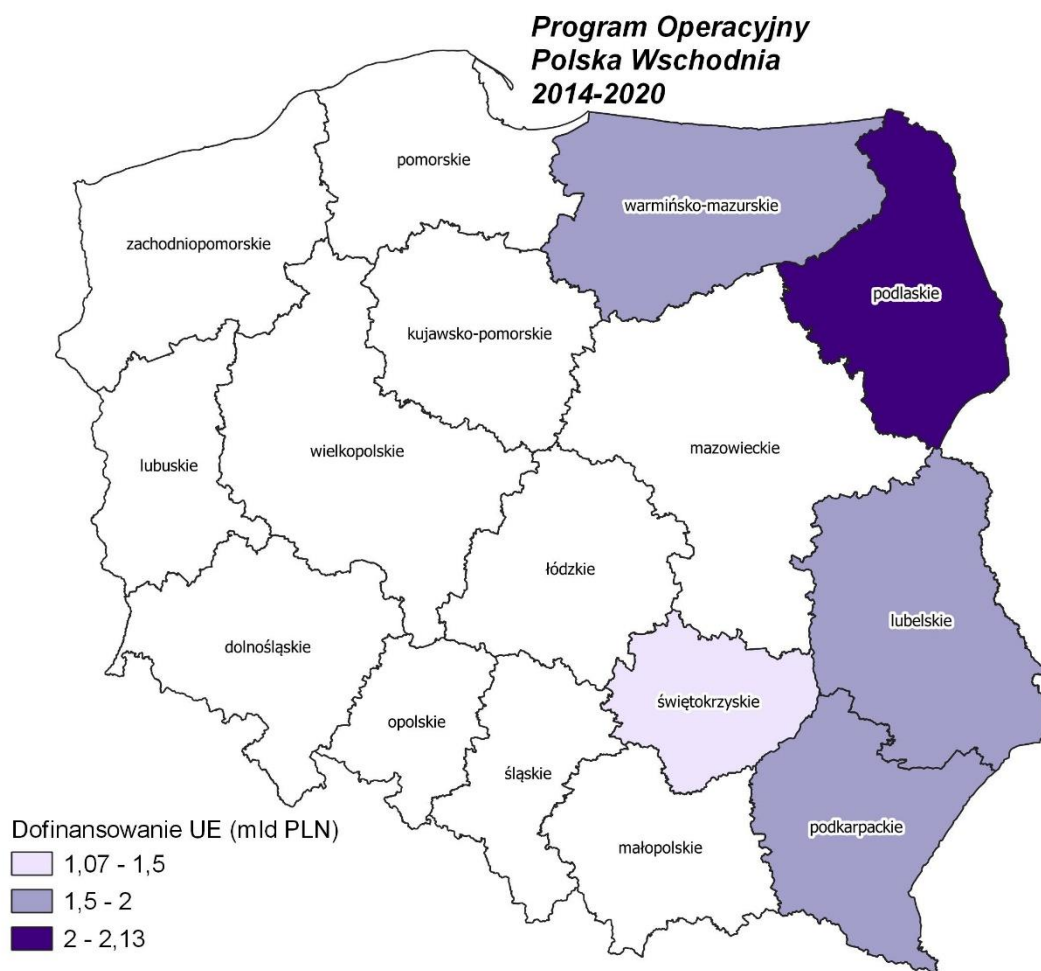 Program Operacyjny
Polska Wschodnia
2014-2020
pomorskie
warmińsko-mazurskie
zachodniopomorskie
podlaskie
kujawsko-pomorskie
mazowieckie
wielkopolskie
lubuskie
łódzkie
lubelskie
dolnośląskie
świętokrzyskie
opolskie
śląskie
podkarpackie
małopolskie
Dofinansowanie UE (mld PLN)
1,07 - 1,5
1,5 - 2
2 - 2,13